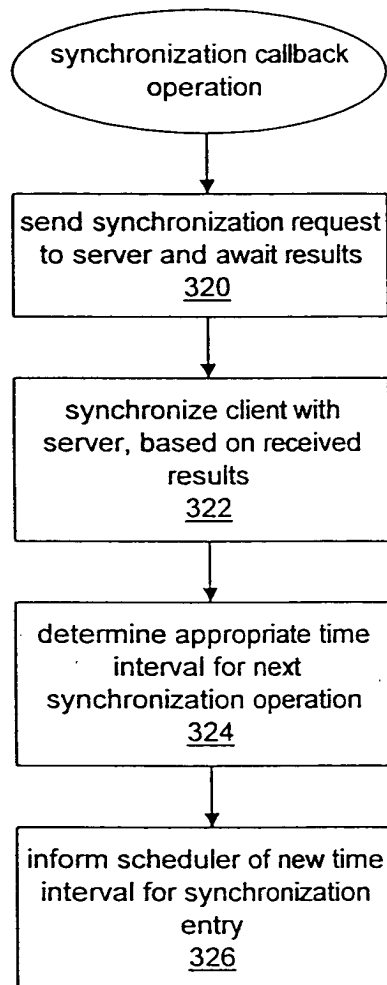 synchronization callback
operation
send synchronization request
to server and await results
320
synchronize client with
server, based on received
results
322
determine appropriate time
interval for next
synchronization operation
324
inform scheduler of new time
interval for synchronization
entry
326